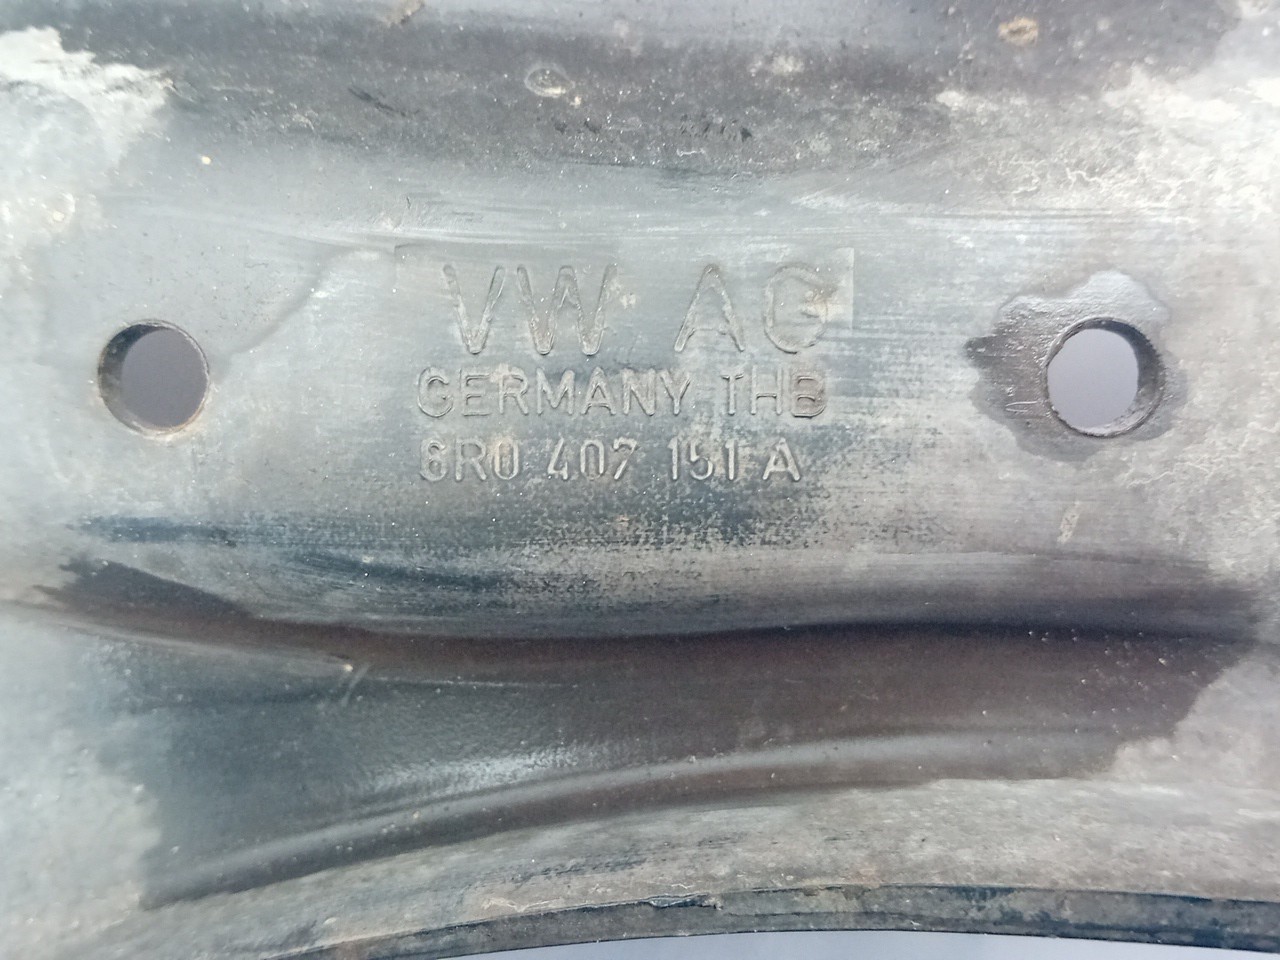 VW AG
GERMANY THB
6R0 407 151 A